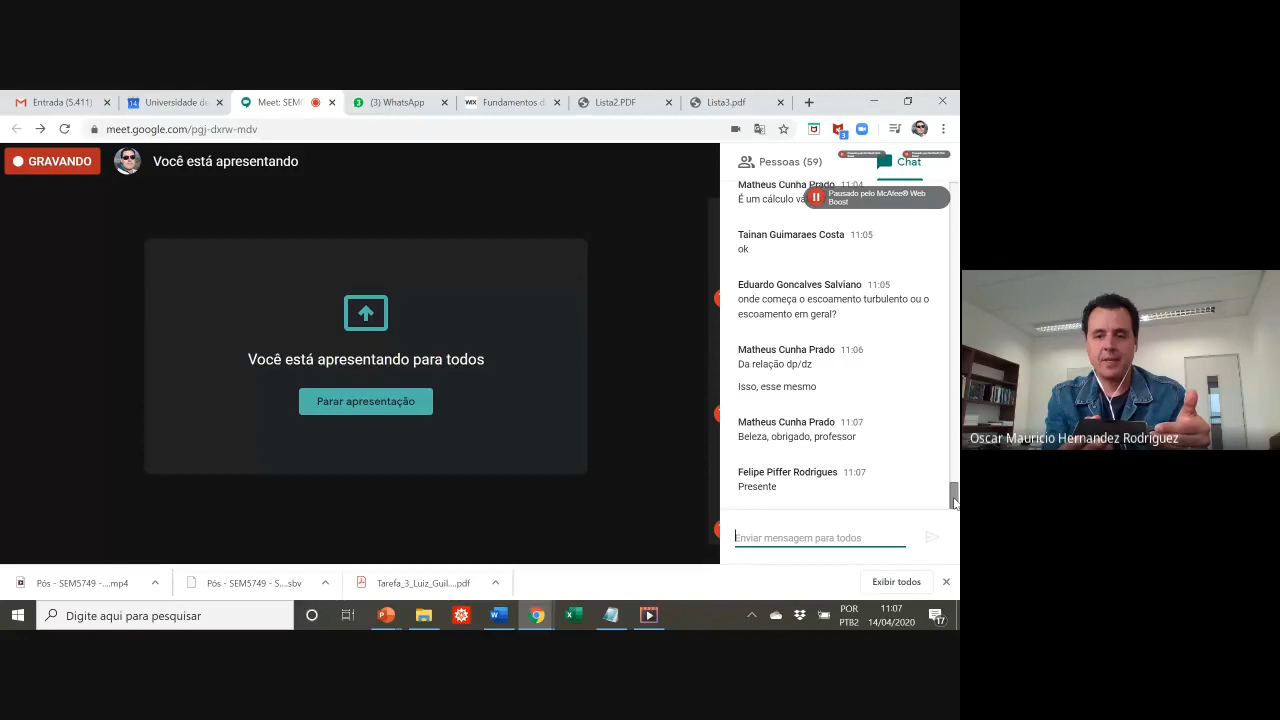 Entrada (5.411)
Universidade de
Meet: SEM0
(3) WhatsApp
Fundamentos d
Lista2.PDF
Lista3.pdf
meet.google.com/pgj-dxrw-mdv
GRAVANDO
Você está apresentando
Pessoas (59)
Chat
Matheus Cunha Prado 11:04
É um cálculo
Pausado pelo McAfee® Web
Boost
Tainan Guimaraes Costa 11:05
ok
Eduardo Goncalves Salviano 11:05
onde começa o escoamento turbulento ou o
escoamento em geral?
Matheus Cunha Prado 11:06
Da relação dp/dz
Isso, esse mesmo
Matheus Cunha Prado 11:07
Beleza, obrigado, professor
Felipe Piffer Rodrigues 11:07
Presente
Enviar mensagem para todos
Você está apresentando para todos
Parar apresentação
Oscar Mauricio Hernandez Rodriguez
Pós - SEM5749 -....mp4
Pós - SEM5749 - S....sbv
Tarefa_3_Luiz_Guil....pdf
Exibir todos
Digite aqui para pesquisar
POR
PTB2
11:07
14/04/2020
17